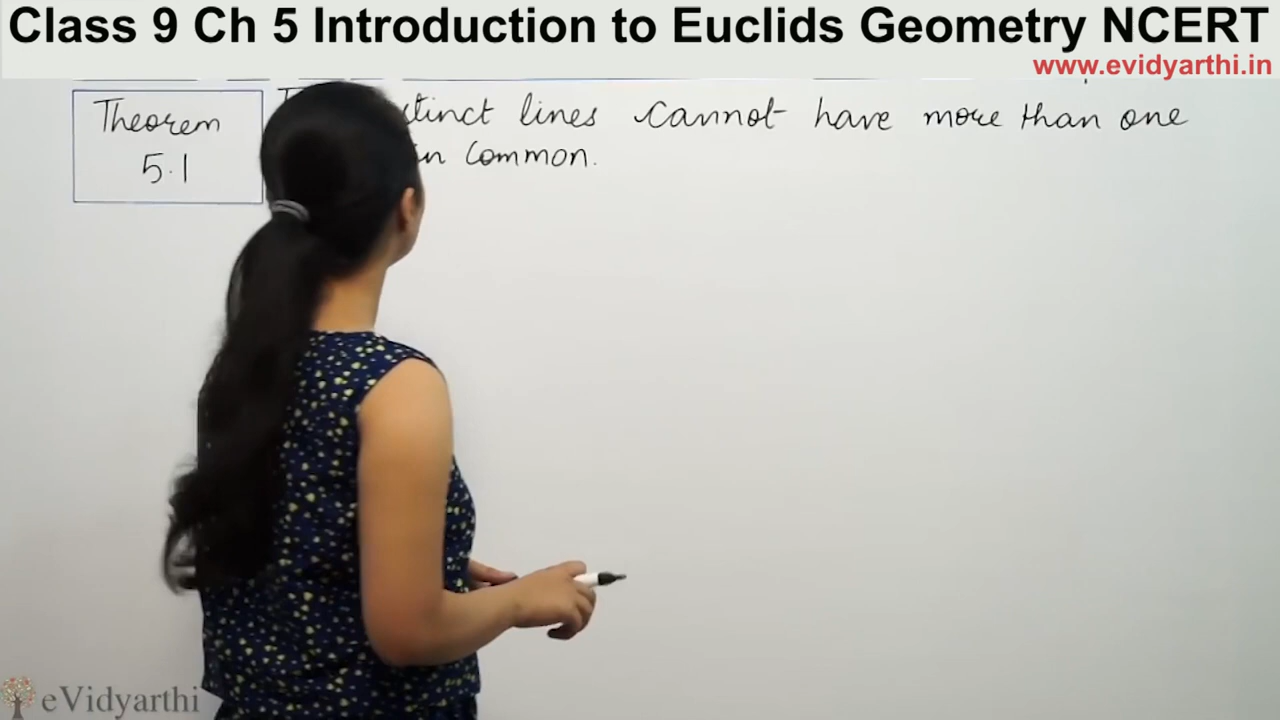 Class 9 Ch 5 Introduction to Euclids Geometry NCERT
www.evidyarthi.in
Theorem
5.1
lines cannot have more than one
in common.
eVidyarthi